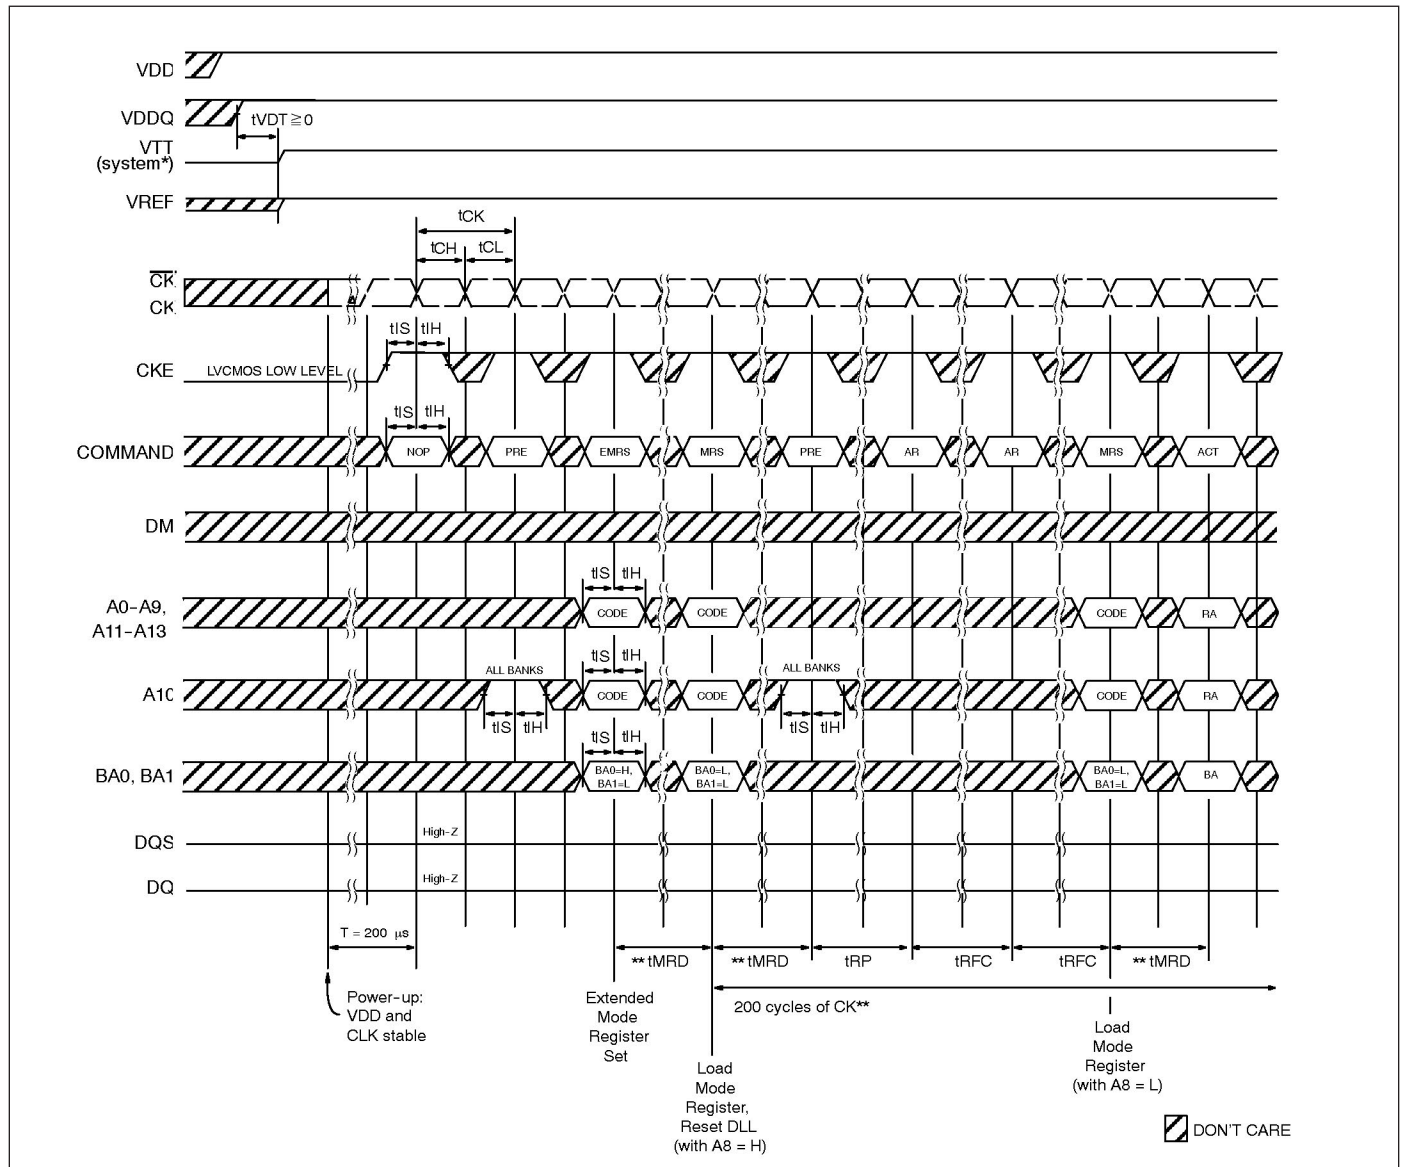 VDD
VDDQ
tVDT ≧ 0
VTT
(system*)
VREF
tCK
tCH
tCL
CK
CK
tIS
tIH
CKE
LVCMOS LOW LEVEL
tIS
tIH
COMMAND
NOP
PRE
EMRS
MRS
PRE
AR
AR
MRS
ACT
DM
tIS
tIH
A0-A9,
A11-A13
CODE
CODE
CODE
RA
ALL BANKS
tIS
tIH
ALL BANKS
A10
CODE
CODE
CODE
RA
tIS
tIH
tIS
tIH
tIS
tIH
BA0, BA1
BA0=H,
BA1=L
BA0=L,
BA1=L
BA0=L,
BA1=L
BA
DQS
High-Z
DQ
High-Z
T = 200 µs
** tMRD
** tMRD
tRP
tRFC
tRFC
** tMRD
Power-up:
VDD and
CLK stable
Extended
Mode
Register
Set
200 cycles of CK**
Load
Mode
Register,
Reset DLL
(with A8 = H)
Load
Mode
Register
(with A8 = L)
DON'T CARE